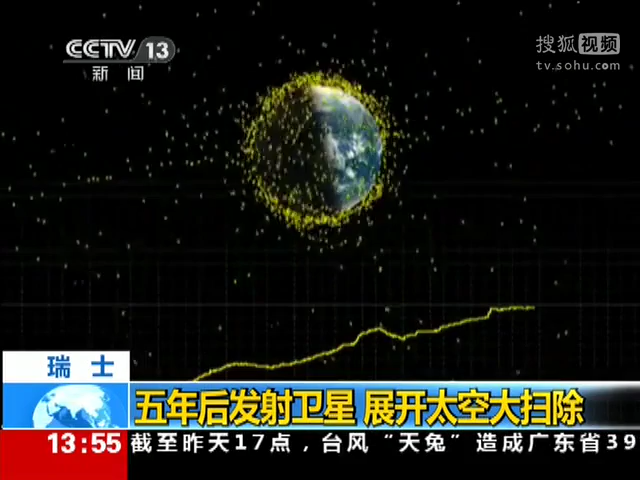 CCTV 13
新闻
搜狐视频
tv.sohu.com
瑞士
五年后发射卫星 展开太空大扫除
13:55
截至昨天17点，台风“天兔”造成广东省39